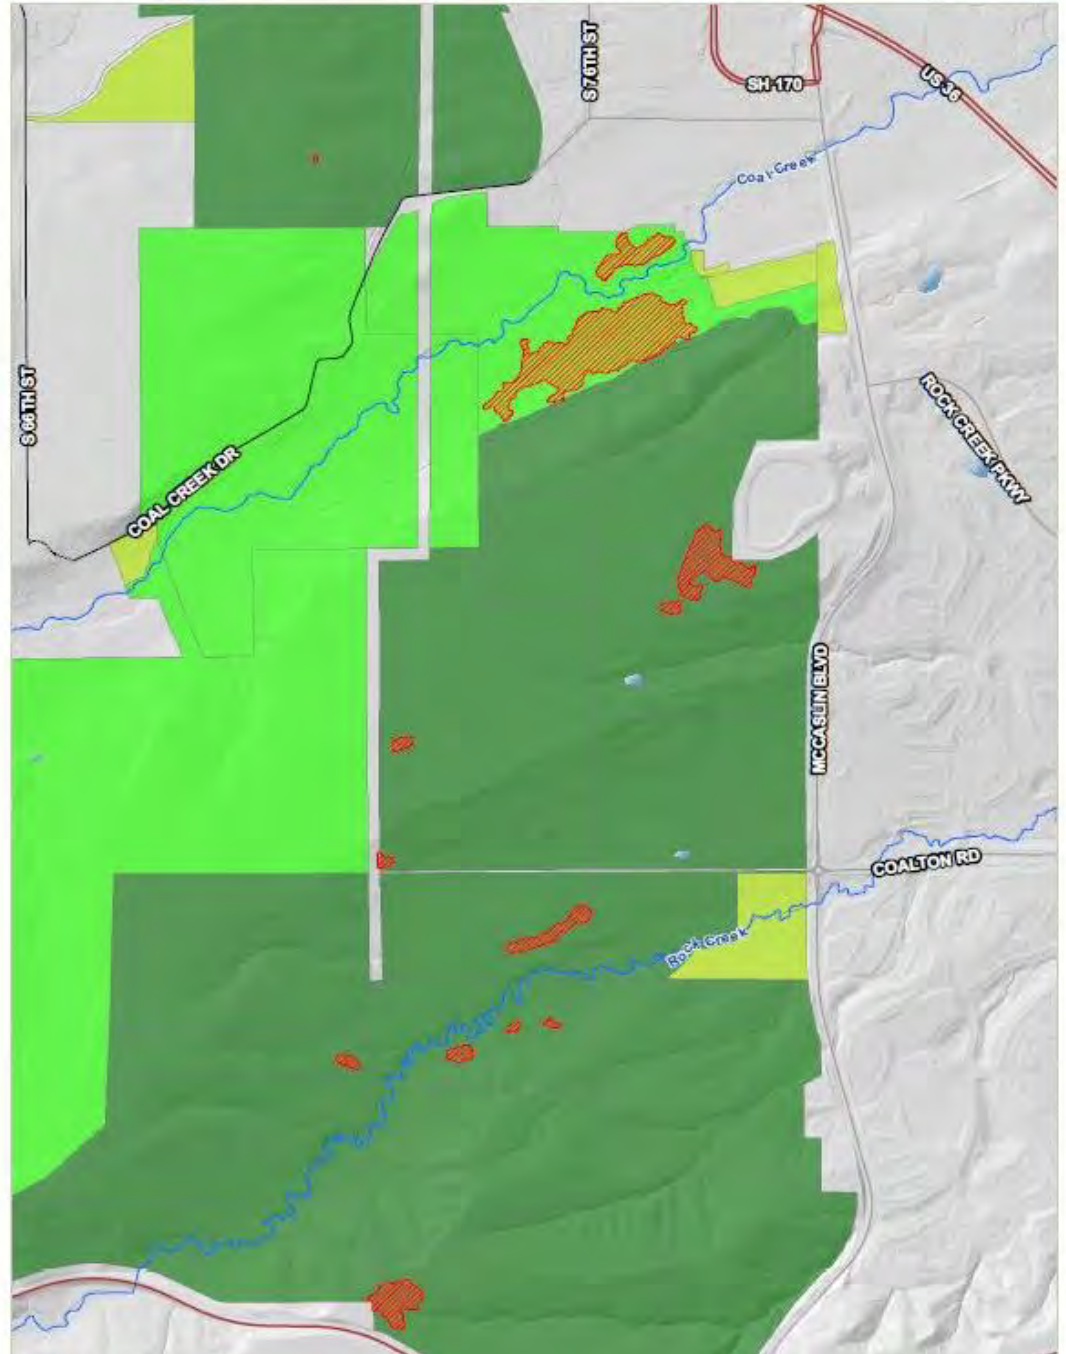 S 76TH ST
SH 170
US 36
Coal Creek
S 66TH ST
ROCK CREEK PKWY
COAL CREEK DR
MCCASLIN BLVD
COALTON RD
Rock Creek